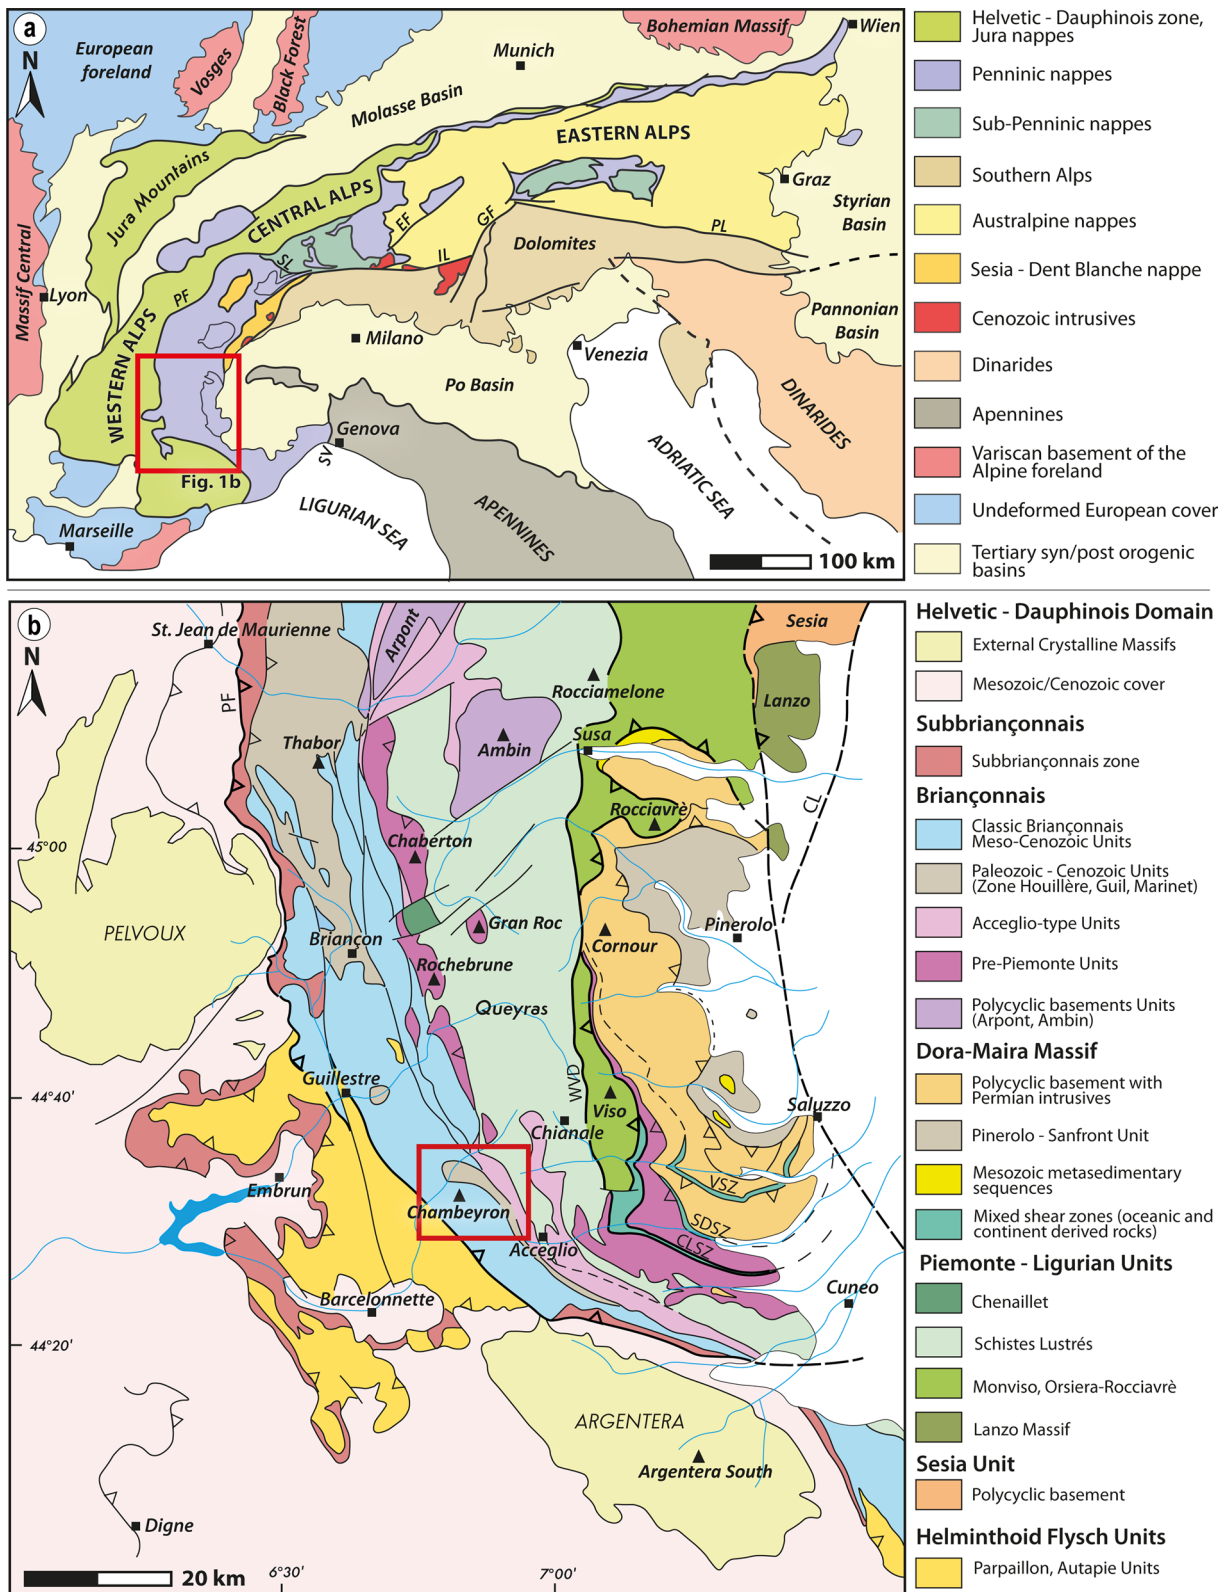 a
N
European
foreland
Vosges
Black Forest
Bohemian Massif
Wien
Munich
Molasse Basin
EASTERN ALPS
Jura Mountains
CENTRAL ALPS
Graz
Styrian
Basin
Massif Central
EF
GF
PL
Dolomites
IL
SL
Lyon
PF
Pannonian
Basin
WESTERN ALPS
Milano
Venezia
Po Basin
DINARIDES
Genova
SV
ADRIATIC SEA
Fig. 1b
LIGURIAN SEA
APENNINES
Marseille
100 km
Helvetic - Dauphinois zone,
Jura nappes
Penninic nappes
Sub-Penninic nappes
Southern Alps
Australpine nappes
Sesia - Dent Blanche nappe
Cenozoic intrusives
Dinarides
Apennines
Variscan basement of the
Alpine foreland
Undeformed European cover
Tertiary syn/post orogenic
basins
b
N
St. Jean de Maurienne
Arpont
Sesia
PF
Rocciamelone
Lanzo
Thabor
Ambin
Susa
CL
Rocciavrè
Chaberton
45°00
PELVOUX
Gran Roc
Pinerolo
Briançon
Cornour
Rochebrune
Queyras
WVD
Guillestre
44°40'
Viso
Saluzzo
Chianale
Embrun
VSZ
Chambeyron
SDSZ
Acceglio
CLSZ
Barcelonnette
Cuneo
44°20'
ARGENTERA
Argentera South
Digne
20 km
6°30'
7°00'
Helvetic - Dauphinois Domain
External Crystalline Massifs
Mesozoic/Cenozoic cover
Subbriançonnais
Subbriançonnais zone
Briançonnais
Classic Briançonnais
Meso-Cenozoic Units
Paleozoic - Cenozoic Units
(Zone Houillère, Guil, Marinet)
Acceglio-type Units
Pre-Piemonte Units
Polycyclic basements Units
(Arpont, Ambin)
Dora-Maira Massif
Polycyclic basement with
Permian intrusives
Pinerolo - Sanfront Unit
Mesozoic metasedimentary
sequences
Mixed shear zones (oceanic and
continent derived rocks)
Piemonte - Ligurian Units
Chenaillet
Schistes Lustrés
Monviso, Orsiera-Rocciavrè
Lanzo Massif
Sesia Unit
Polycyclic basement
Helminthoid Flysch Units
Parpaillon, Autapie Units